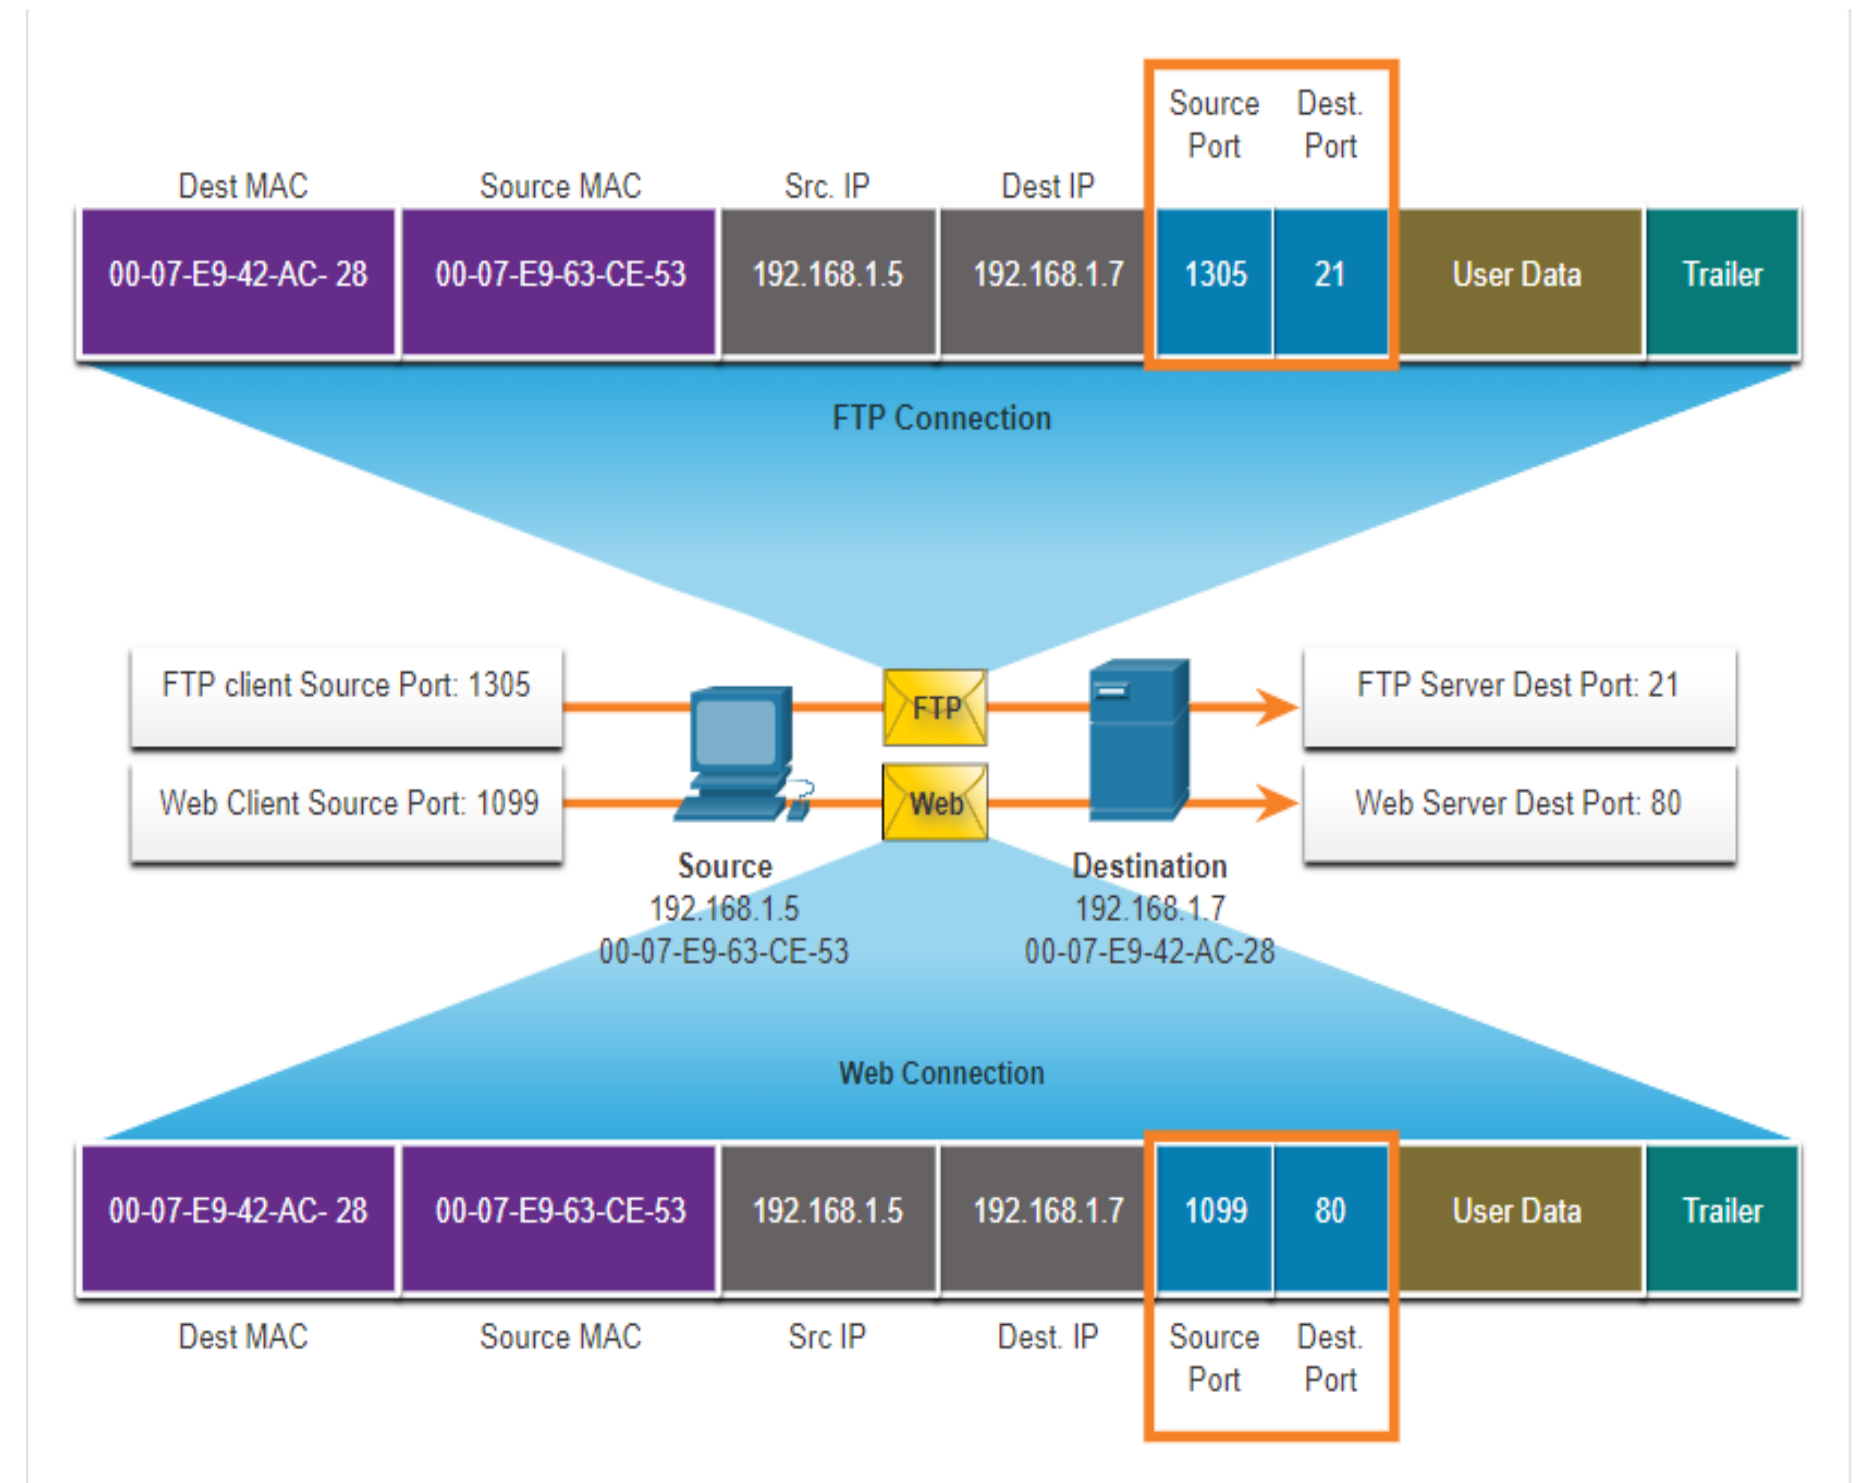 Source Dest.
Port Port
Dest MAC Source MAC Src. IP Dest IP
00-07-E9-42-AC- 28 00-07-E9-63-CE-53 192.168.1.5 192.168.1.7 1305 21 User Data Trailer
FTP Connection
FTP client Source Port: 1305 FTP FTP Server Dest Port: 21
Web Client Source Port: 1099 Web Web Server Dest Port: 80
Source Destination
192.168.1.5 192.168.1.7
00-07-E9-63-CE-53 00-07-E9-42-AC-28
Web Connection
00-07-E9-42-AC- 28 00-07-E9-63-CE-53 192.168.1.5 192.168.1.7 1099 80 User Data Trailer
Dest MAC Source MAC Src IP Dest. IP Source Dest.
Port Port